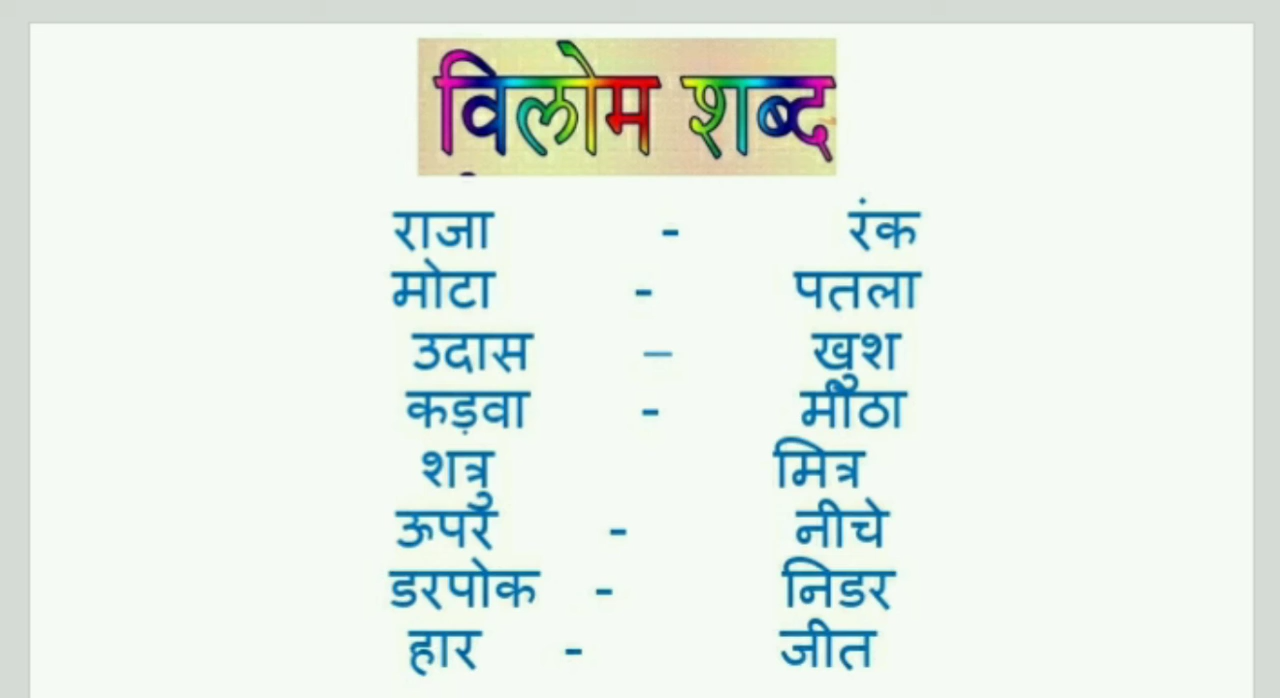 विलोम शब्द
राजा - रंक
मोटा - पतला
उदास – खुश
कड़वा - मीठा
शत्रु मित्र
ऊपर - नीचे
डरपोक - निडर
हार - जीत